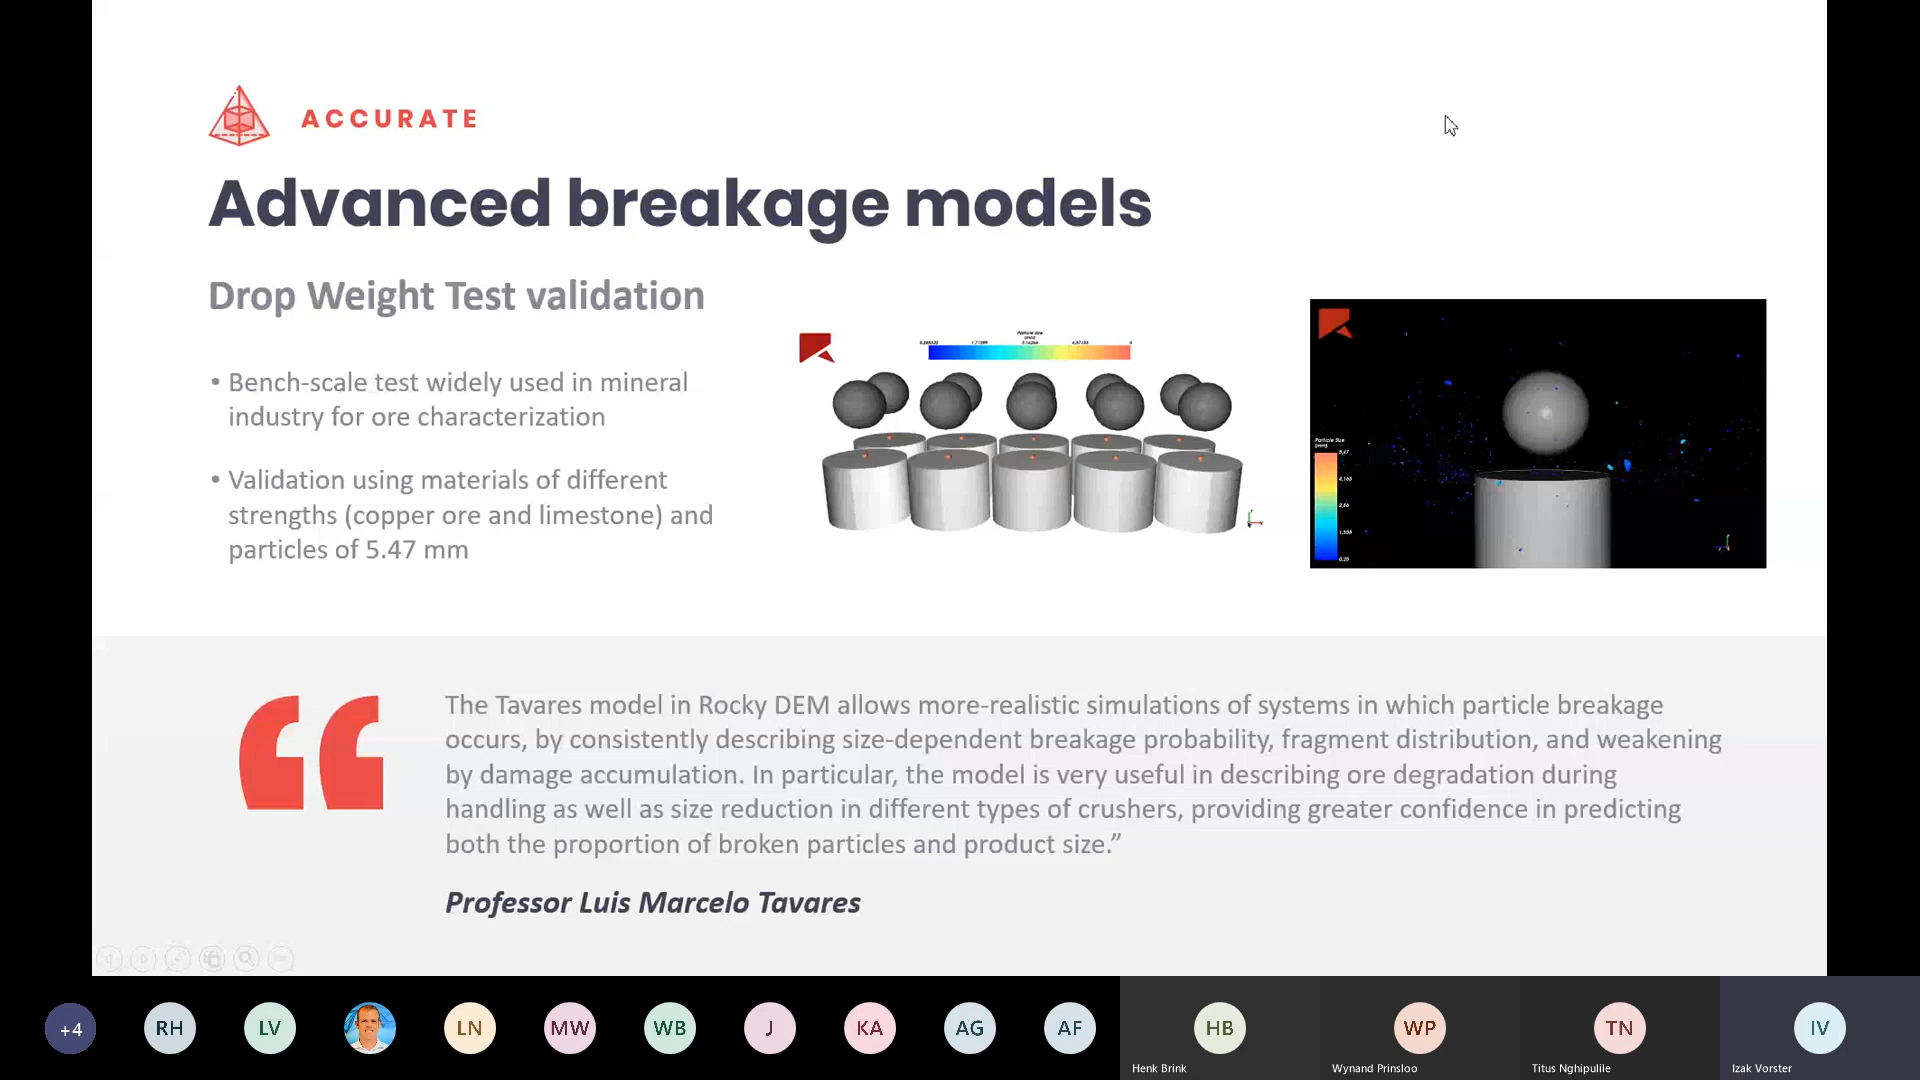 ACCURATE
Advanced breakage models
Drop Weight Test validation
• Bench-scale test widely used in mineral
industry for ore characterization
• Validation using materials of different
strengths (copper ore and limestone) and
particles of 5.47 mm
Particle Size
Particle Size
The Tavares model in Rocky DEM allows more-realistic simulations of systems in which particle breakage
occurs, by consistently describing size-dependent breakage probability, fragment distribution, and weakening
by damage accumulation. In particular, the model is very useful in describing ore degradation during
handling as well as size reduction in different types of crushers, providing greater confidence in predicting
both the proportion of broken particles and product size.”
Professor Luis Marcelo Tavares
+4
RH
LV
LN
MW
WB
J
KA
AG
AF
HB
WP
TN
IV
Henk Brink
Wynand Prinsloo
Titus Nghipulile
Izak Vorster